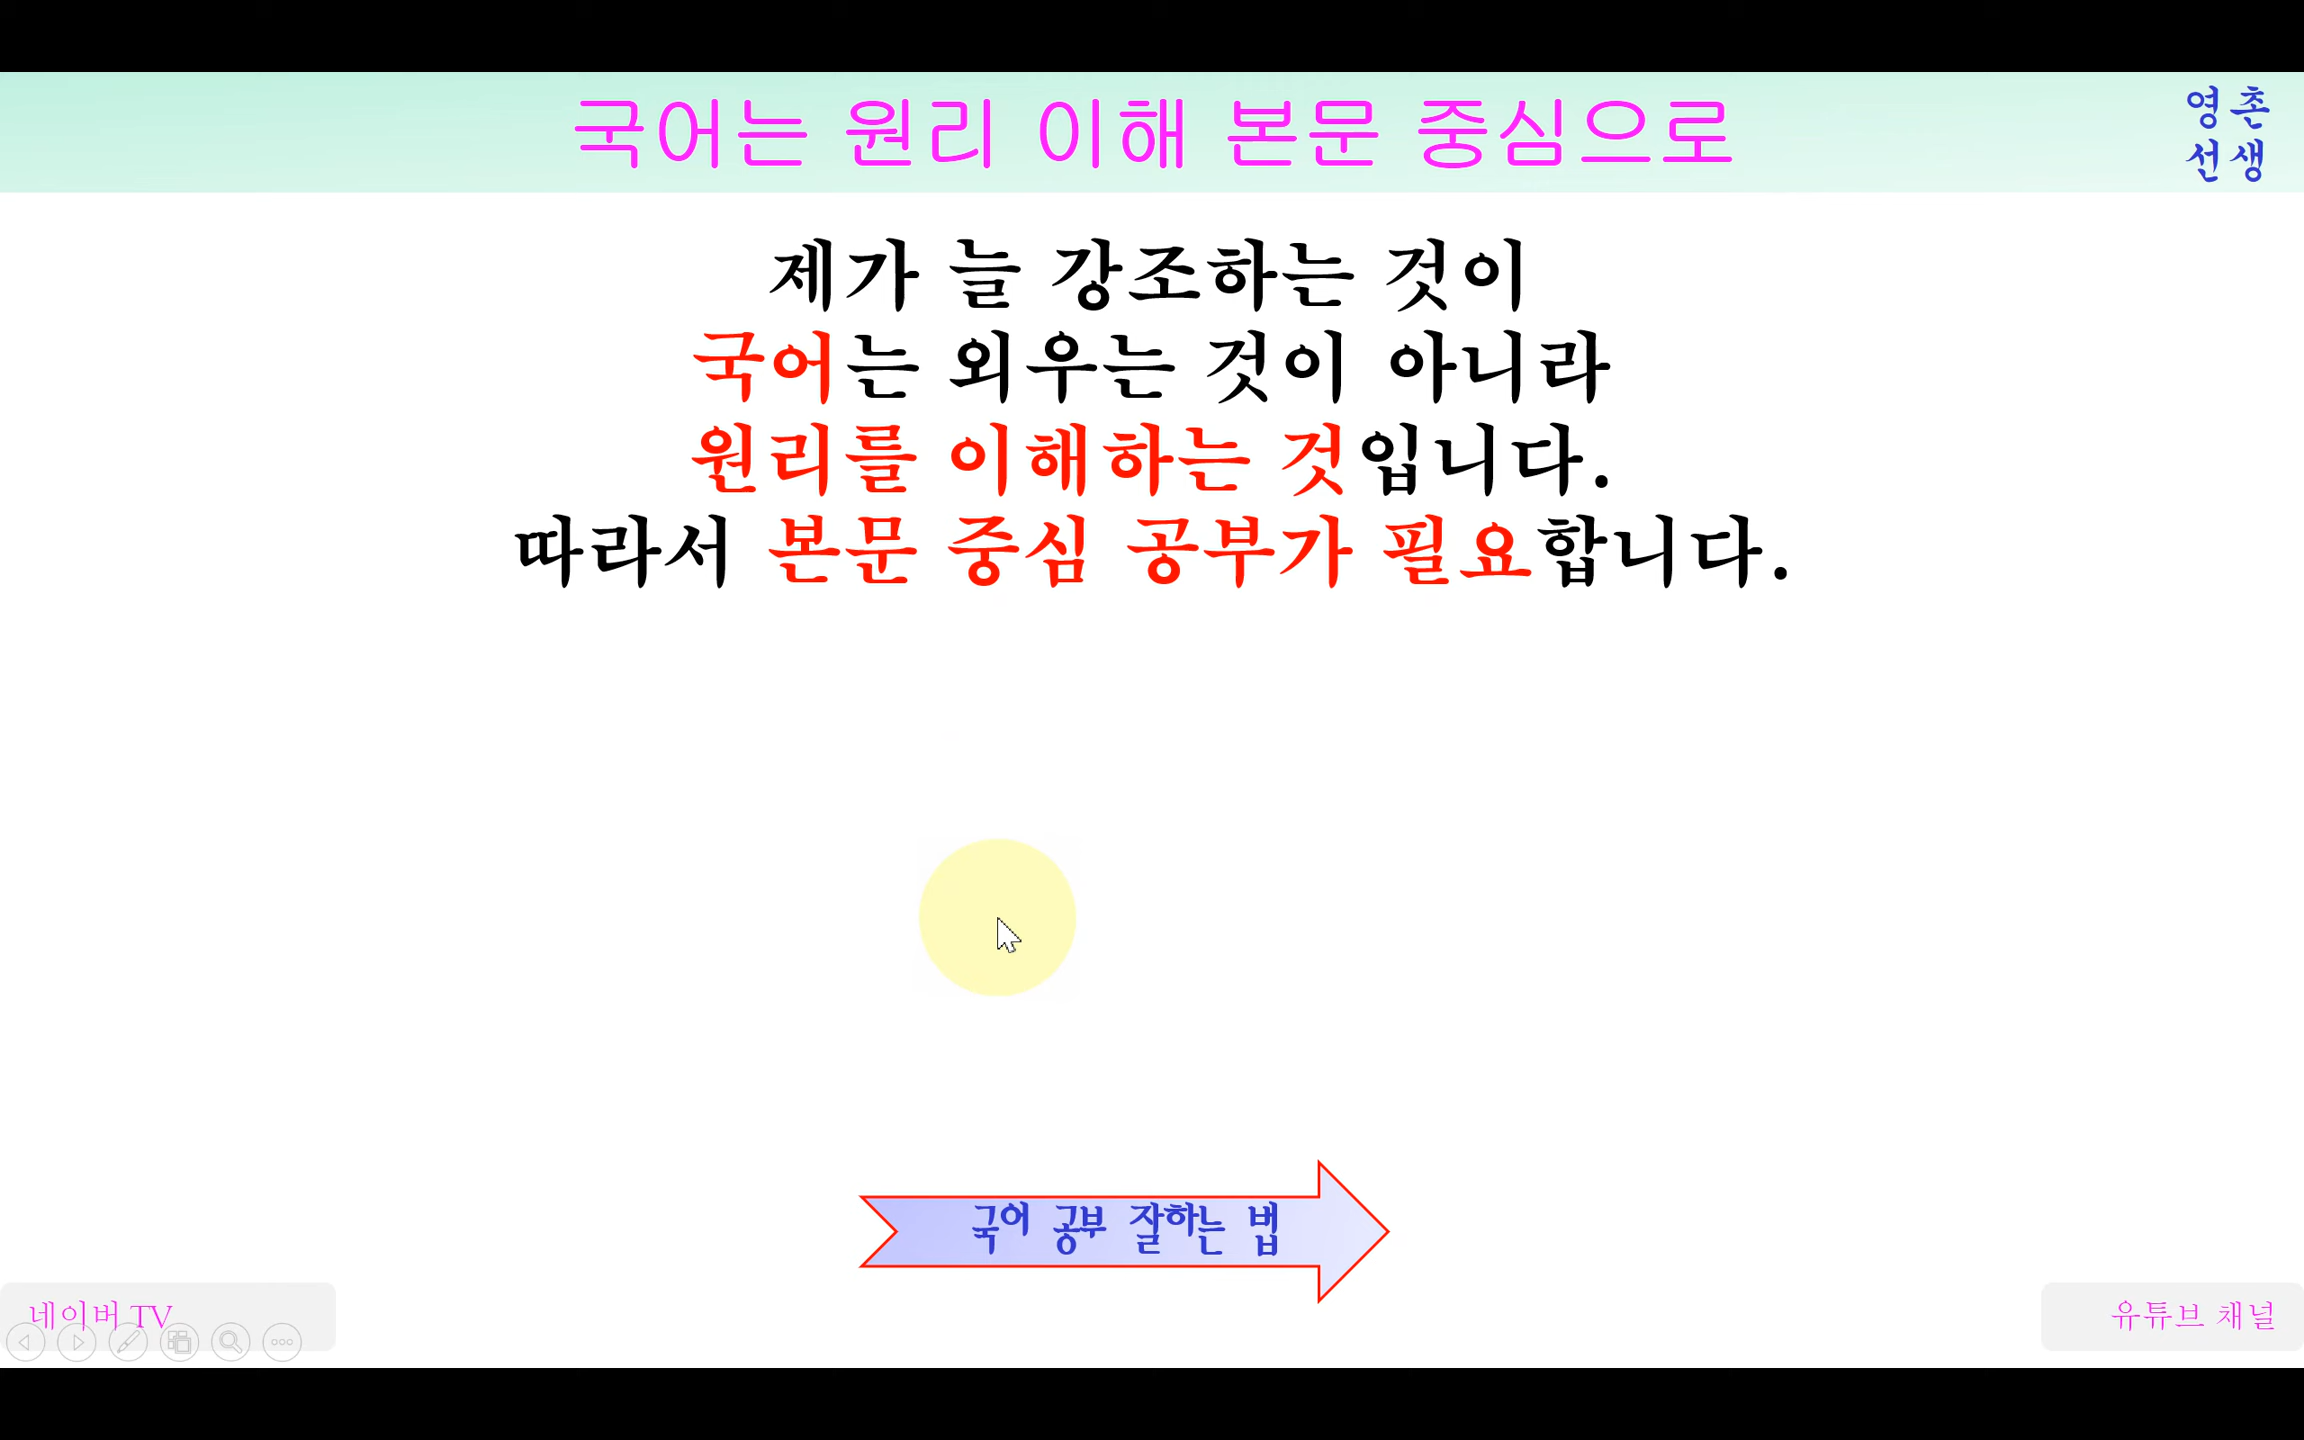 국어는 원리 이해 본문 중심으로
영촌
선생
제가 늘 강조하는 것이
국어는 외우는 것이 아니라
원리를 이해하는 것입니다.
따라서 본문 중심 공부가 필요합니다.
국어 공부 잘하는 법
네이버 TV
유튜브 채널